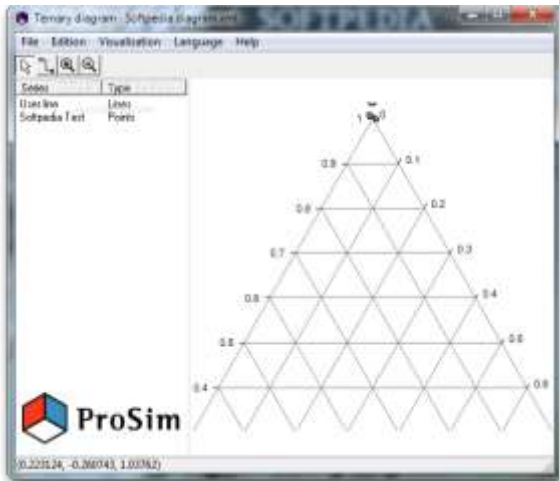 Ternary diagram - Softpedia diagram.xml
SOFTPEDIA
File Edition Visualisation Language Help
Series Type
User line Lines
Softpedia Test Points
1 0
0.9 0.1
0.8 0.2
0.7 0.3
0.6 0.4
0.5 0.5
0.4 0.6
ProSim
(0.223124, -0.260743, 1.03762)